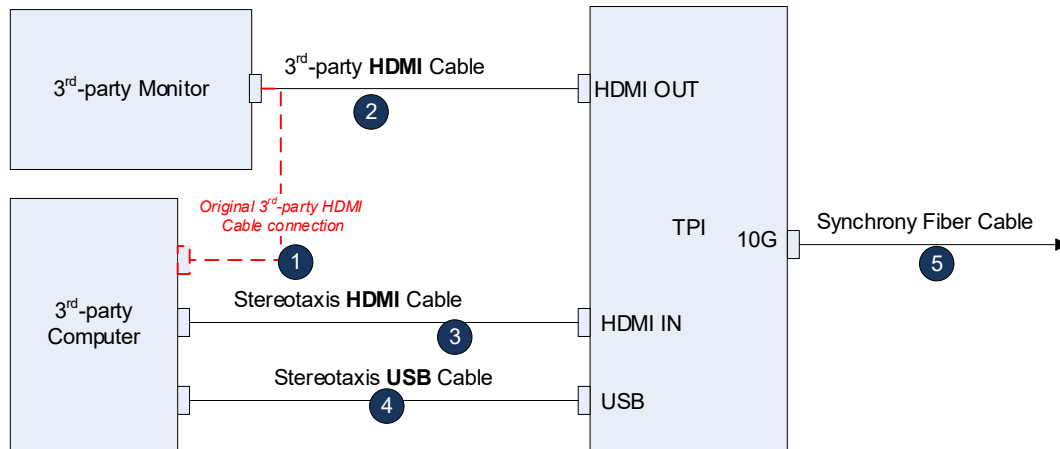 3rd-party Monitor
3rd-party HDMI Cable
2
HDMI OUT
Original 3rd-party HDMI
Cable connection
1
TPI
10G
Synchrony Fiber Cable
5
3rd-party
Computer
Stereotaxis HDMI Cable
3
HDMI IN
Stereotaxis USB Cable
4
USB